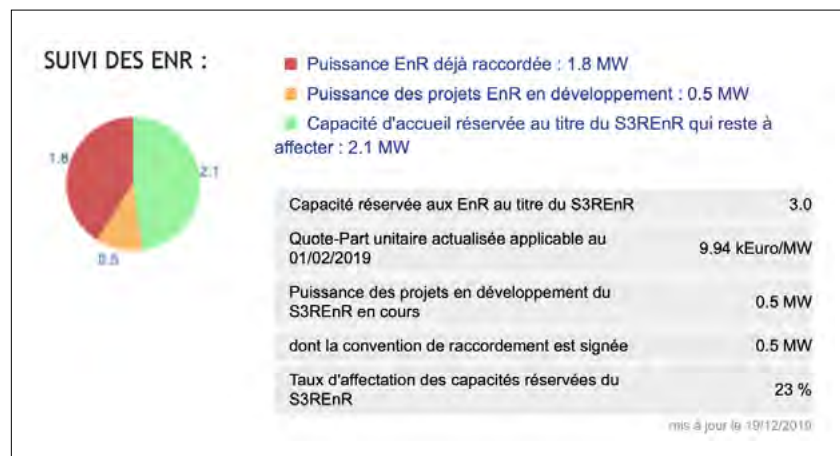 SUIVI DES ENR :
Puissance EnR déjà raccordée : 1.8 MW
Puissance des projets EnR en développement : 0.5 MW
Capacité d'accueil réservée au titre du S3REnR qui reste à
affecter : 2.1 MW
1.8
2.1
0.5
Capacité réservée aux EnR au titre du S3REnR 3.0
Quote-Part unitaire actualisée applicable au
01/02/2019 9.94 kEuro/MW
Puissance des projets en développement du
S3REnR en cours 0.5 MW
dont la convention de raccordement est signée 0.5 MW
Taux d'affectation des capacités réservées du
S3REnR 23 %
mis à jour le 19/12/2019